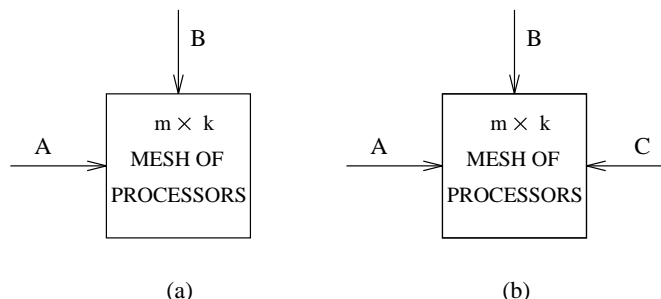 B
B
m × k
m × k
A
MESH OF
PROCESSORS
A
MESH OF
PROCESSORS
C
(a)
(b)